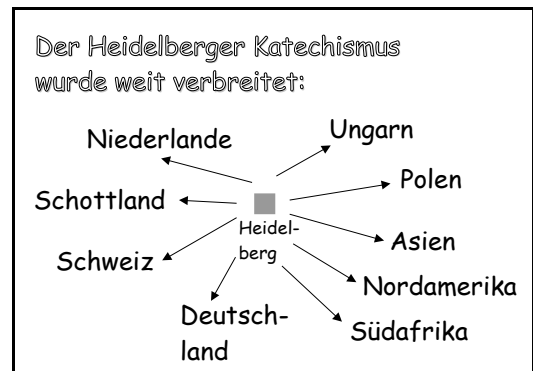 Der Heidelberger Katechismus
wurde weit verbreitet:
Niederlande
Ungarn
Schottland
Polen
Heidel-
berg
Schweiz
Asien
Nordamerika
Deutsch-
land
Südafrika